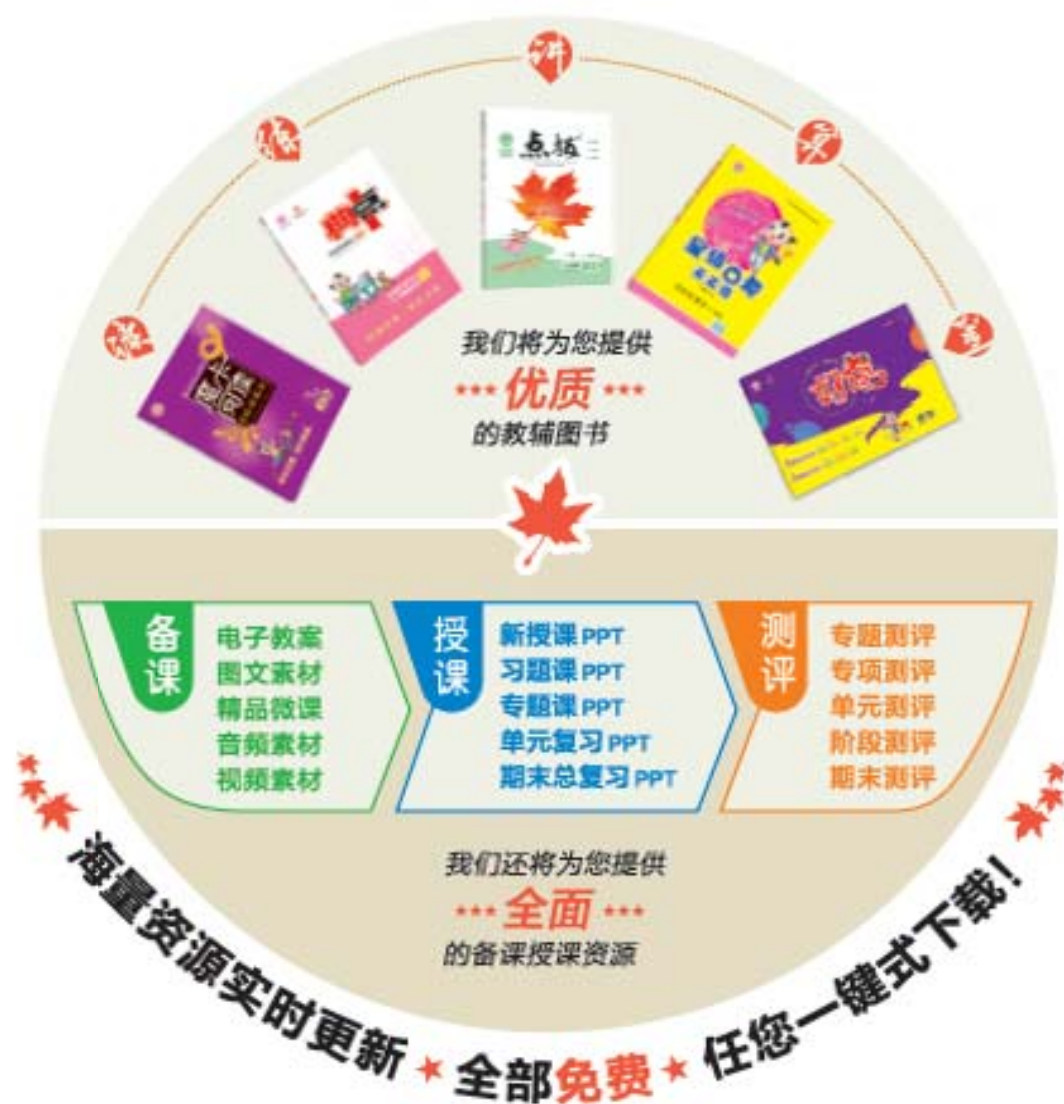 讲
练
夏
点拨
我们将为您提供
优质
的教辅图书
备课
电子教案
图文素材
精品微课
音频素材
视频素材
授课
新授课PPT
习题课PPT
专题课PPT
单元复习PPT
期末总复习PPT
测评
专题测评
专项测评
单元测评
阶段测评
期末测评
我们还将为您提供
全面
的备课授课资源
海量资源实时更新 全部免费 任您一键式下载!